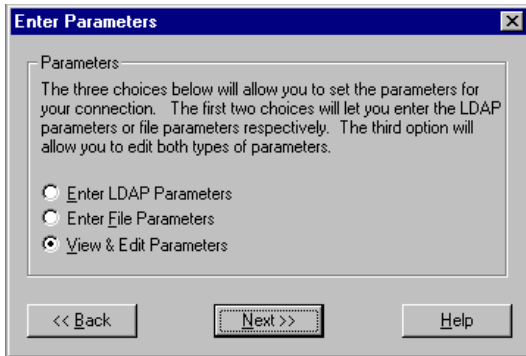 Enter Parameters
Parameters
The three choices below will allow you to set the parameters for
your connection. The first two choices will let you enter the LDAP
parameters or file parameters respectively. The third option will
allow you to edit both types of parameters.
Enter LDAP Parameters
Enter File Parameters
View & Edit Parameters
<< Back
Next >>
Help